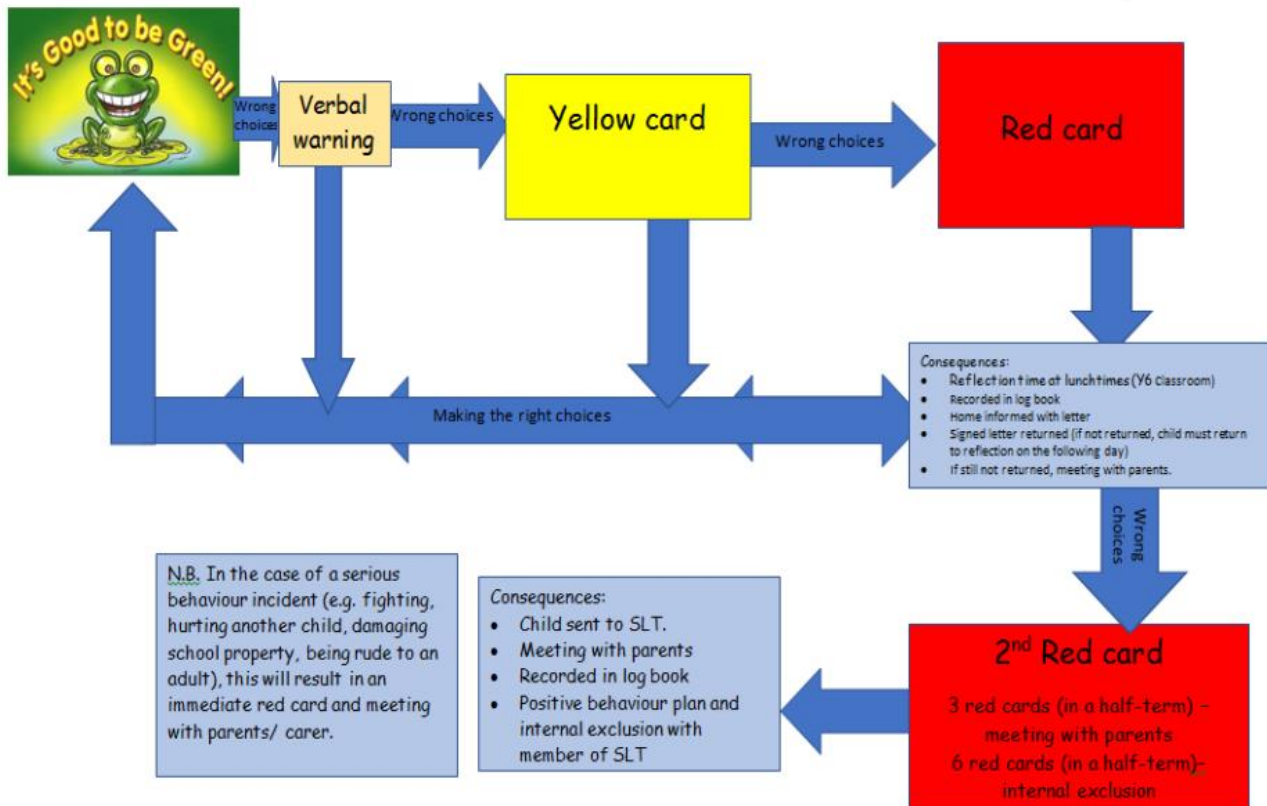 It's Good to be Green!
Wrong
choices
Verbal
warning
Wrong choices
Yellow card
Wrong choices
Red card
Making the right choices
Consequences:
• Reflection time at lunchtimes (Y6 Classroom)
• Recorded in log book
• Home informed with letter
• Signed letter returned (if not returned, child must return
to reflection on the following day)
• If still not returned, meeting with parents.
Wrong
choices
N.B. In the case of a serious
behaviour incident (e.g. fighting,
hurting another child, damaging
school property, being rude to an
adult), this will result in an
immediate red card and meeting
with parents/ carer.
Consequences:
• Child sent to SLT.
• Meeting with parents
• Recorded in log book
• Positive behaviour plan and
internal exclusion with
member of SLT
2nd Red card
3 red cards (in a half-term) –
meeting with parents
6 red cards (in a half-term)–
internal exclusion